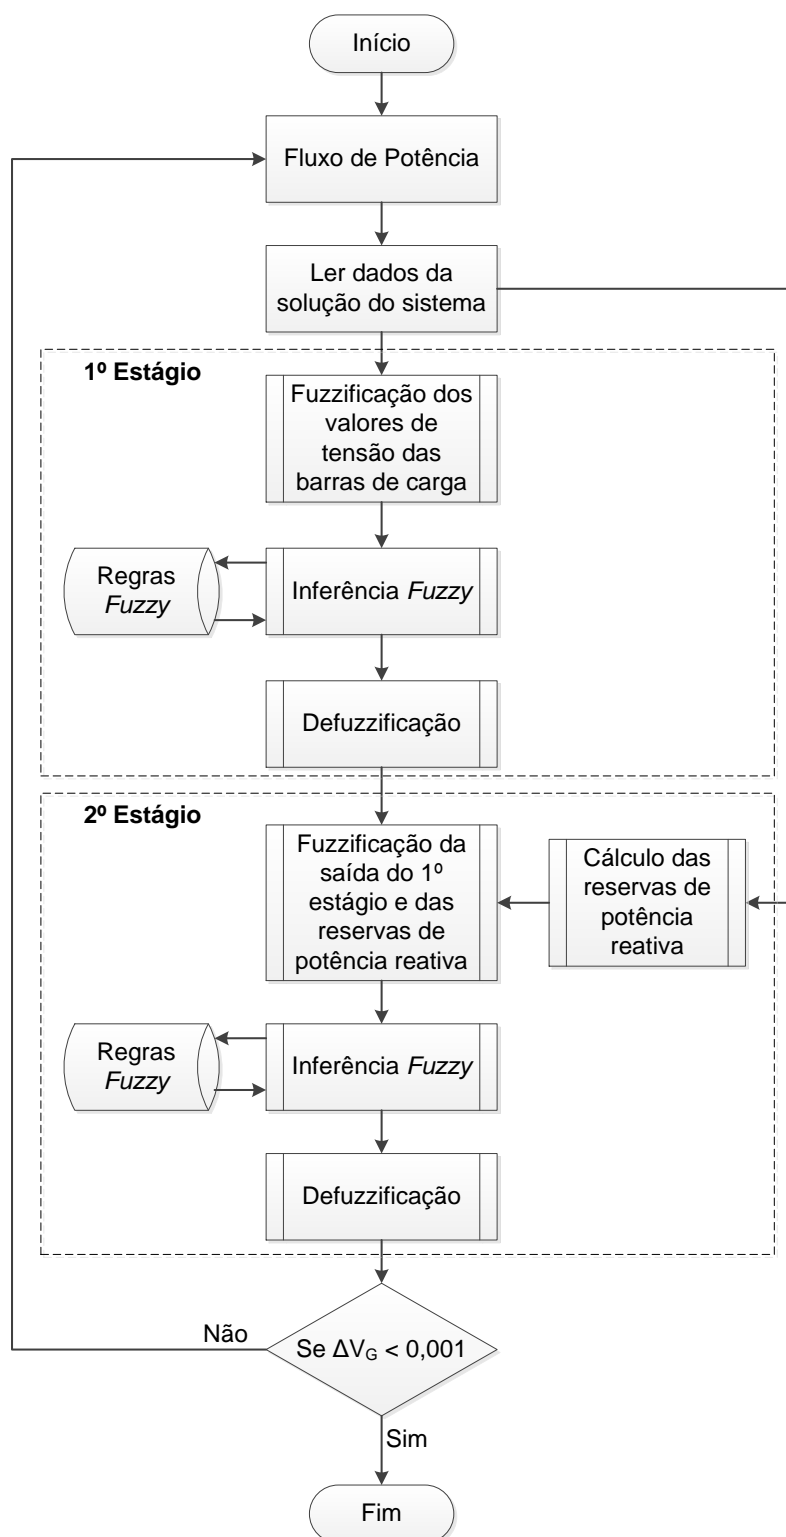 Início
Fluxo de Potência
Ler dados da
solução do sistema
1º Estágio
Fuzzificação dos
valores de
tensão das
barras de carga
Regras
Fuzzy
Inferência Fuzzy
Defuzzificação
2º Estágio
Fuzzificação da
saída do 1º
estágio e das
reservas de
potência reativa
Cálculo das
reservas de
potência
reativa
Regras
Fuzzy
Inferência Fuzzy
Defuzzificação
Não
Se ΔVG < 0,001
Sim
Fim